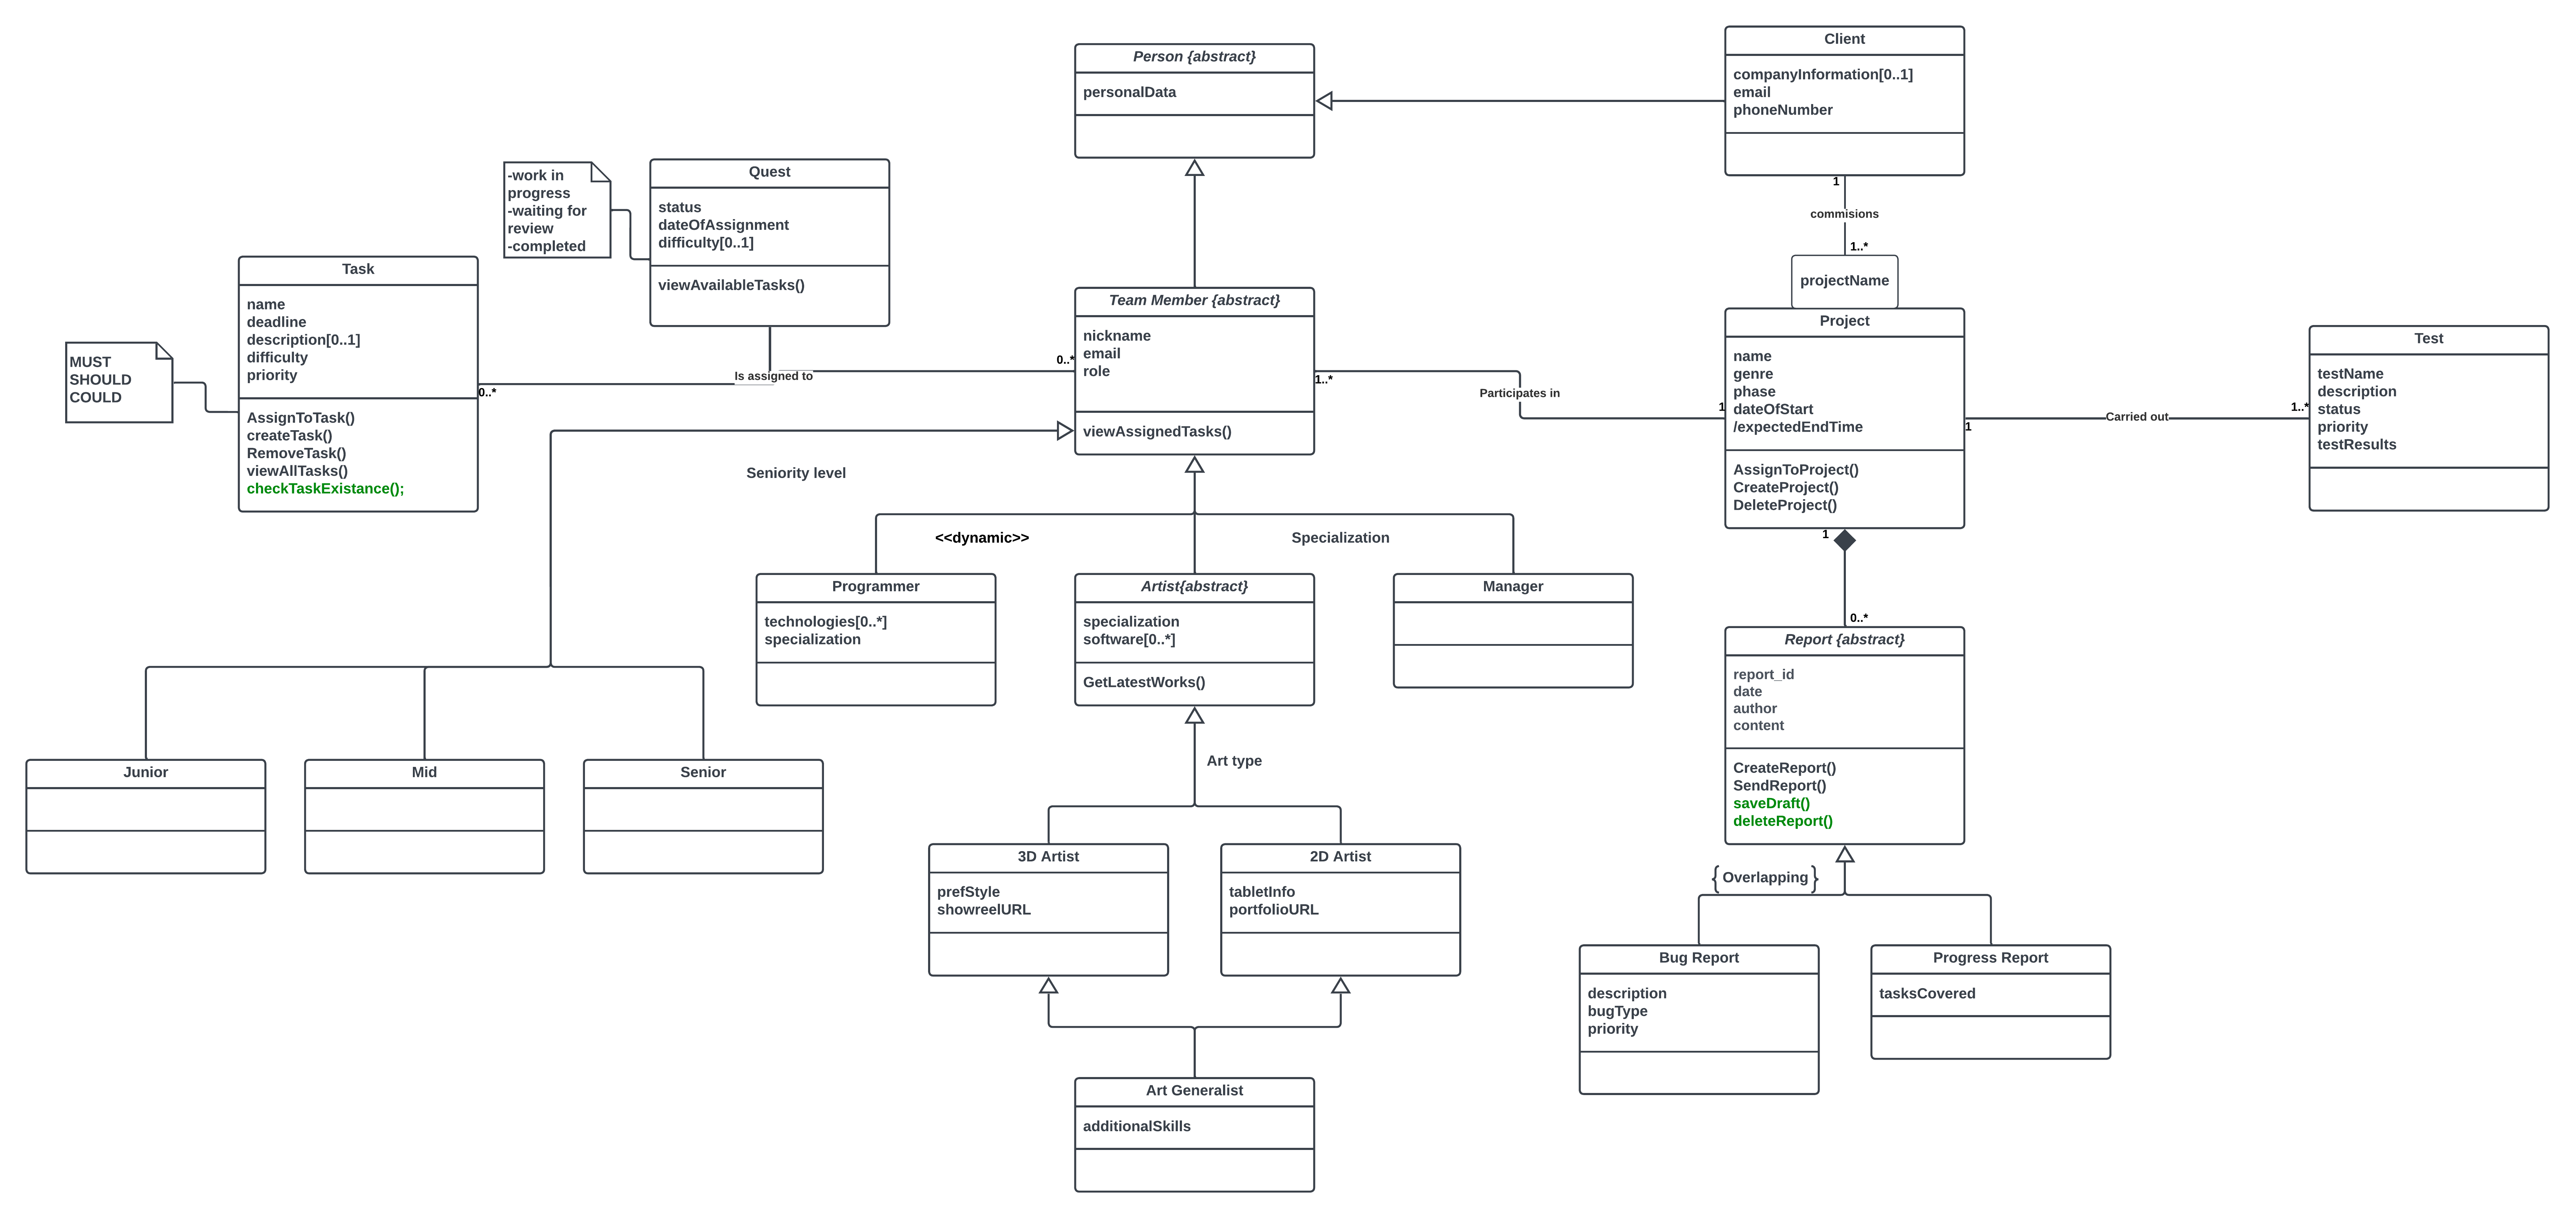 Person {abstract}
personalData
Client
companyInformation[0..1]
email
phoneNumber
1
commisions
1..*
projectName
-work in
progress
-waiting for
review
-completed
Quest
status
dateOfAssignment
difficulty[0..1]
viewAvailableTasks()
Task
name
deadline
description[0..1]
difficulty
priority
AssignToTask()
createTask()
RemoveTask()
viewAllTasks()
checkTaskExistance();
MUST
SHOULD
COULD
0..*
Is assigned to
0..*
Team Member {abstract}
nickname
email
role
viewAssignedTasks()
1..*
Participates in
1
Project
name
genre
phase
dateOfStart
/expectedEndTime
AssignToProject()
CreateProject()
DeleteProject()
1
Carried out
1..*
Test
testName
description
status
priority
testResults
Seniority level
<<dynamic>>
Specialization
Programmer
technologies[0..*]
specialization
Artist{abstract}
specialization
software[0..*]
GetLatestWorks()
Manager
1
0..*
Report {abstract}
report_id
date
author
content
CreateReport()
SendReport()
saveDraft()
deleteReport()
Junior
Mid
Senior
Art type
3D Artist
prefStyle
showreelURL
2D Artist
tabletInfo
portfolioURL
{ Overlapping }
Bug Report
description
bugType
priority
Progress Report
tasksCovered
Art Generalist
additionalSkills